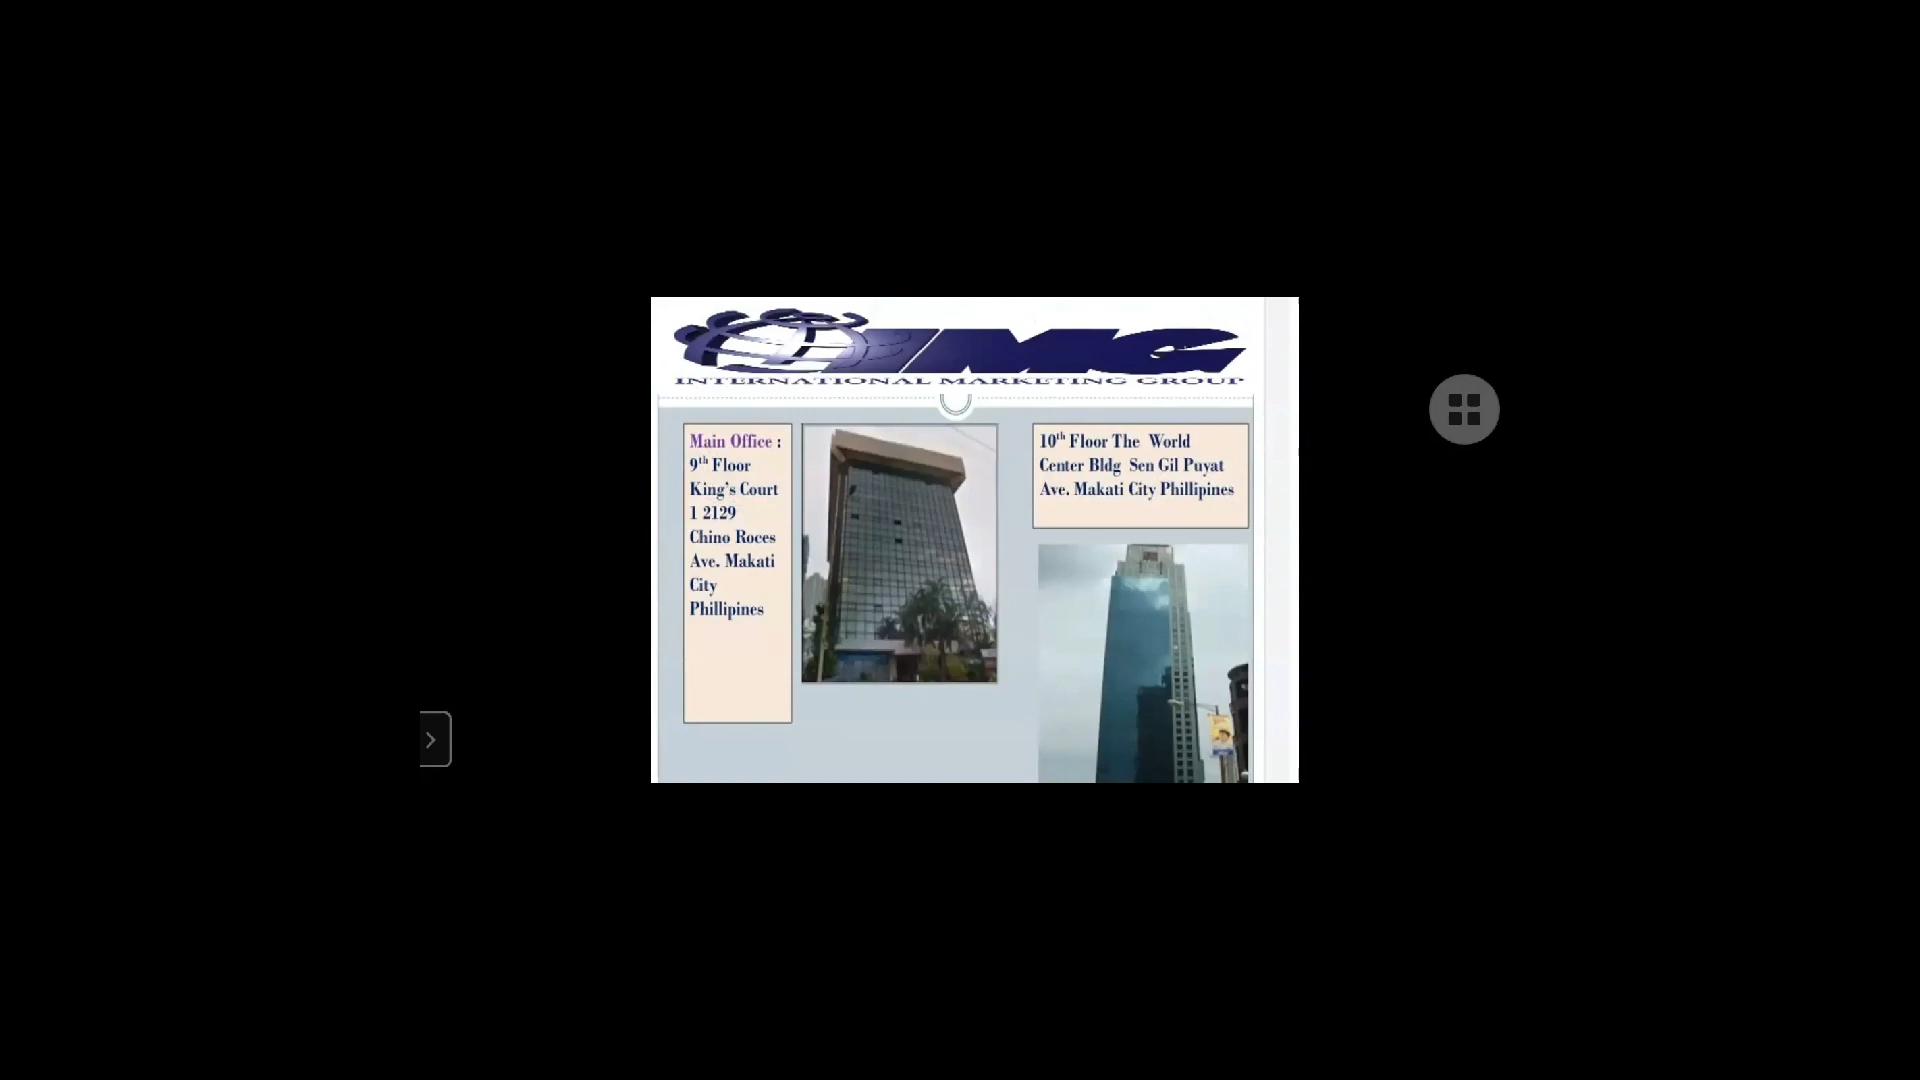 IMG
INTERNATIONAL MARKETING GROUP
Main Office :
9th Floor
King's Court
1 2129
Chino Roces
Ave. Makati
City
Phillipines
10th Floor The World
Center Bldg Sen Gil Puyat
Ave. Makati City Phillipines